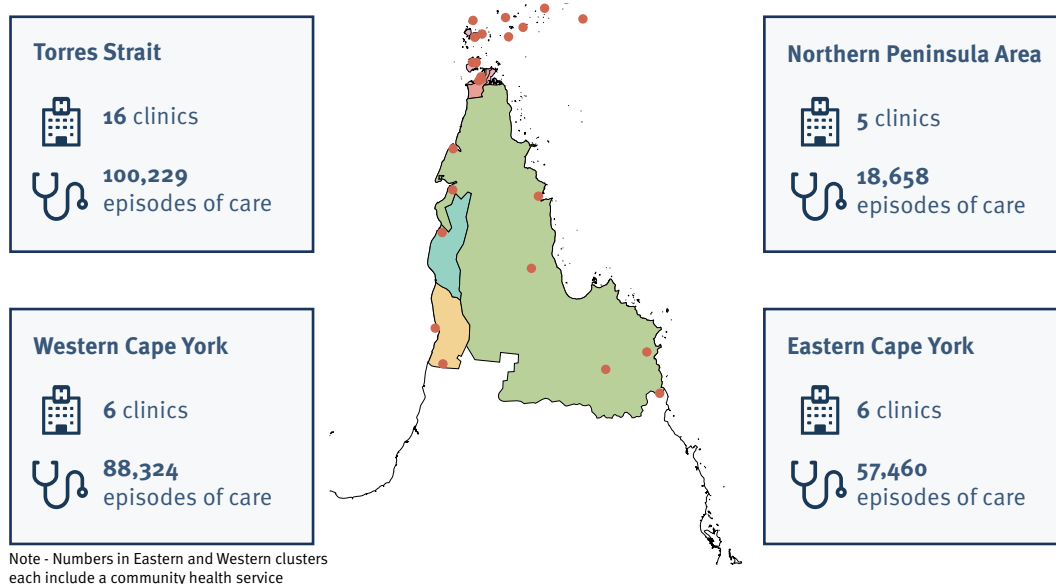 Torres Strait
H
16 clinics
100,229
episodes of care
Northern Peninsula Area
H
5 clinics
18,658
episodes of care
Western Cape York
H
6 clinics
88,324
episodes of care
Eastern Cape York
H
6 clinics
57,460
episodes of care
Note - Numbers in Eastern and Western clusters
each include a community health service